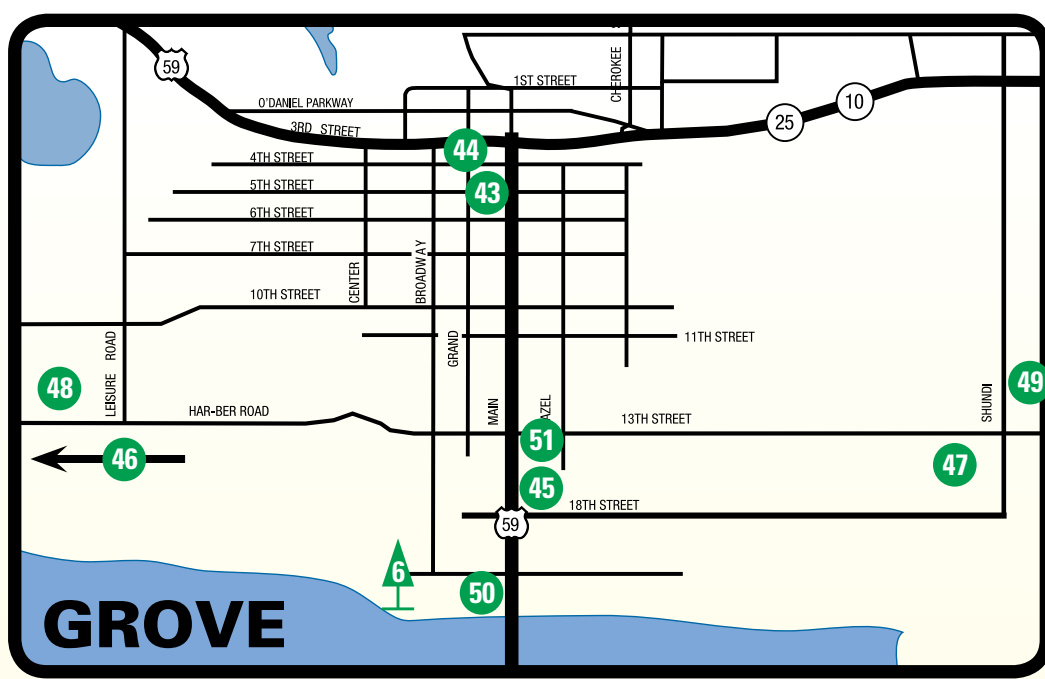 59
CHEROKEE
1ST STREET
O'DANIEL PARKWAY
10
25
3RD STREET
44
4TH STREET
43
5TH STREET
6TH STREET
7TH STREET
BROADWAY
CENTER
10TH STREET
11TH STREET
LEISURE ROAD
GRAND
48
49
SHUNDI
MAIN
AZEL
HAR-BER ROAD
13TH STREET
51
46
47
45
18TH STREET
59
6
50
GROVE